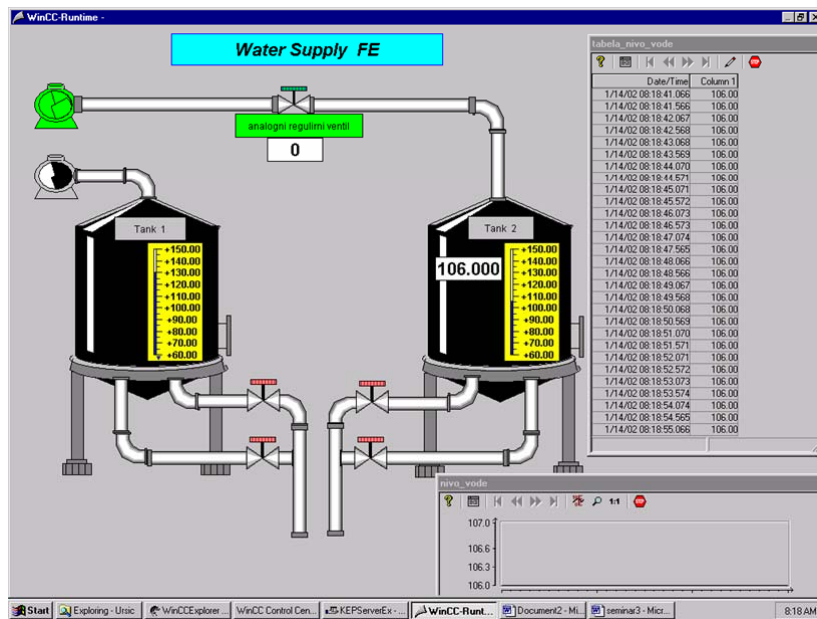 WinCC-Runtime -
Water Supply FE
analogni regulirni ventil
0
Tank 1
+150.00
+140.00
+130.00
+120.00
+110.00
+100.00
+90.00
+80.00
+70.00
+60.00
Tank 2
106.000
+150.00
+140.00
+130.00
+120.00
+110.00
+100.00
+90.00
+80.00
+70.00
+60.00
tabela_nivo_vode
Date/Time Column 1
1/14/02 08:18:41.066 106.00
1/14/02 08:18:41.566 106.00
1/14/02 08:18:42.067 106.00
1/14/02 08:18:42.568 106.00
1/14/02 08:18:43.068 106.00
1/14/02 08:18:43.569 106.00
1/14/02 08:18:44.070 106.00
1/14/02 08:18:44.571 106.00
1/14/02 08:18:45.071 106.00
1/14/02 08:18:45.572 106.00
1/14/02 08:18:46.073 106.00
1/14/02 08:18:46.573 106.00
1/14/02 08:18:47.074 106.00
1/14/02 08:18:47.565 106.00
1/14/02 08:18:48.066 106.00
1/14/02 08:18:48.566 106.00
1/14/02 08:18:49.067 106.00
1/14/02 08:18:49.568 106.00
1/14/02 08:18:50.068 106.00
1/14/02 08:18:50.569 106.00
1/14/02 08:18:51.070 106.00
1/14/02 08:18:51.571 106.00
1/14/02 08:18:52.071 106.00
1/14/02 08:18:52.572 106.00
1/14/02 08:18:53.073 106.00
1/14/02 08:18:53.574 106.00
1/14/02 08:18:54.074 106.00
1/14/02 08:18:54.565 106.00
1/14/02 08:18:55.066 106.00
nivo_vode
1:1
107.0
106.6
106.3
106.0
Start Exploring - Ursic WinCCExplorer ... WinCC Control Cen... KEPServerEx - ... WinCC-Runt... Document2 - Mi... seminar3 - Micr... 8:18 AM